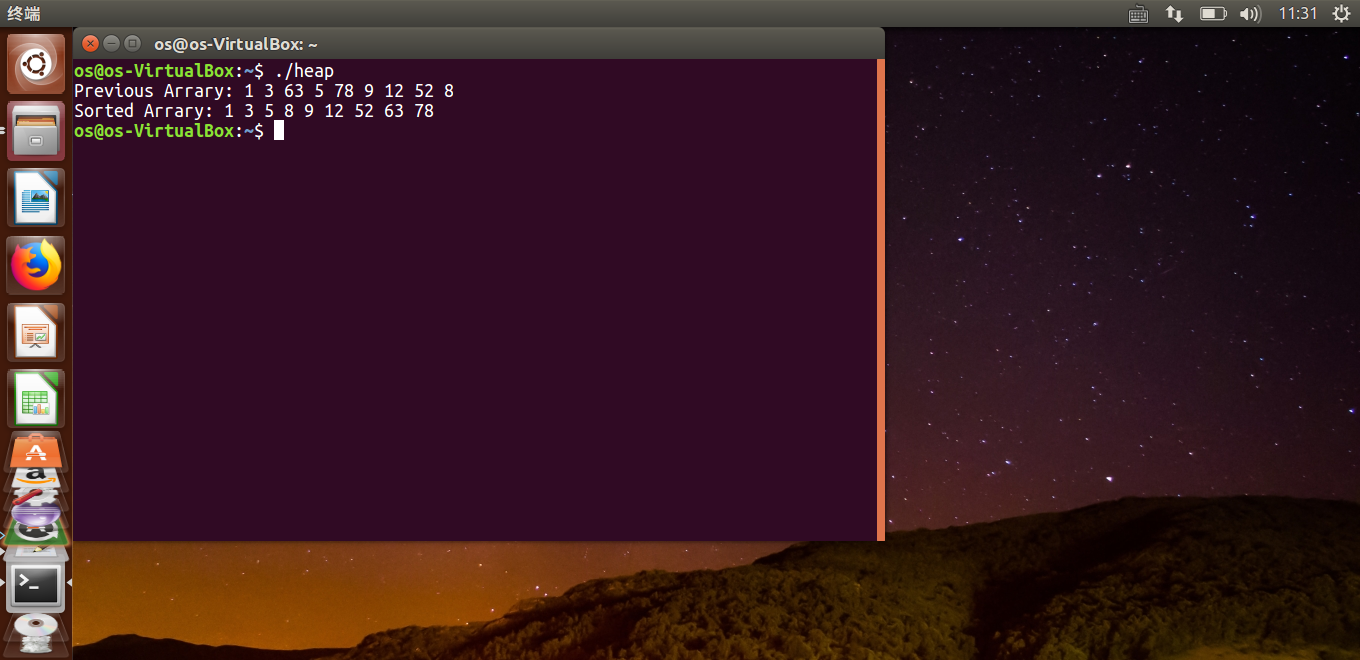 终端
11:31
os@os-VirtualBox: ~
os@os-VirtualBox:~$ ./heap
Previous Arrary: 1 3 63 5 78 9 12 52 8
Sorted Arrary: 1 3 5 8 9 12 52 63 78
os@os-VirtualBox:~$